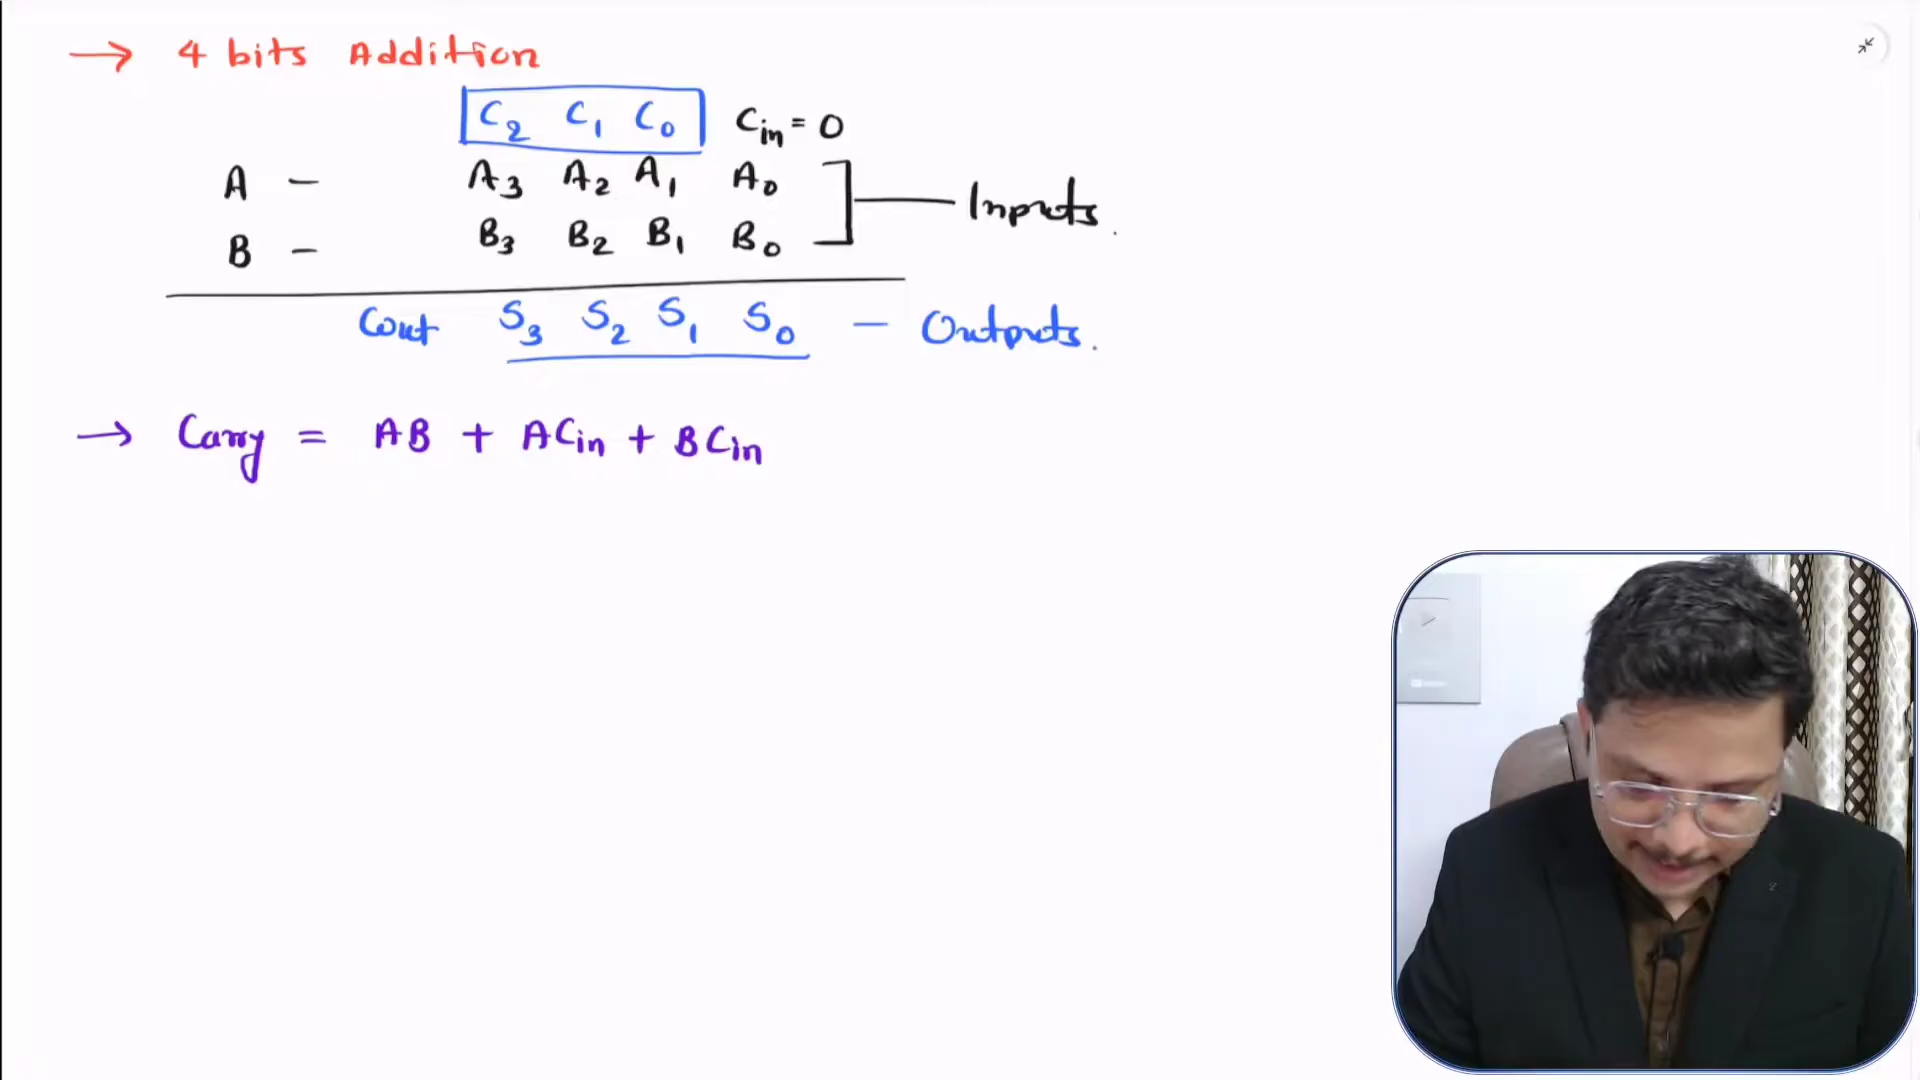 → 4 bits Addition
C₂ C₁ C₀ Cin = 0
A - A₃ A₂ A₁ A₀
Inputs.
B - B₃ B₂ B₁ B₀
Cout S₃ S₂ S₁ S₀ - Outputs.
→ Carry = AB + ACin + BCin